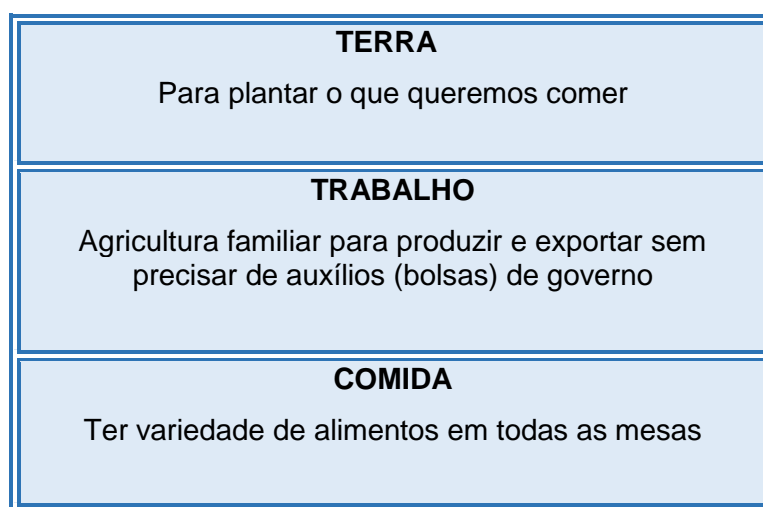 TERRA
Para plantar o que queremos comer
TRABALHO
Agricultura familiar para produzir e exportar sem
precisar de auxílios (bolsas) de governo
COMIDA
Ter variedade de alimentos em todas as mesas